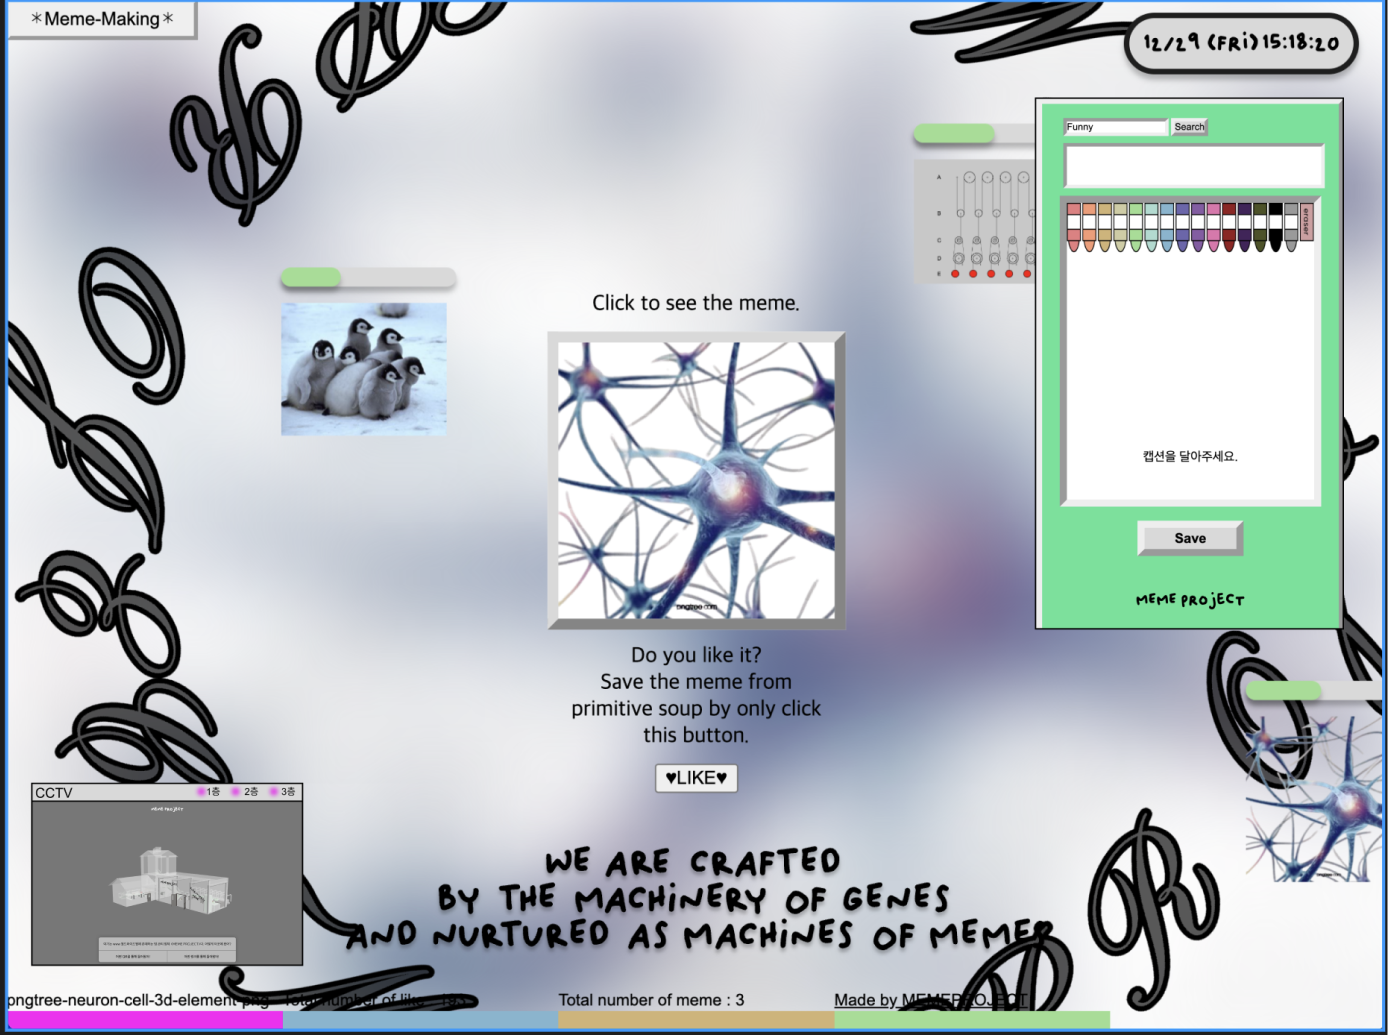 ＊Meme-Making＊
12/29 (FRi) 15:18:20
Funny
Search
A
B
C
D
E
eraser
Click to see the meme.
pngtree.com
캡션을 달아주세요.
Save
MEME PROJECT
Do you like it?
Save the meme from
primitive soup by only click
this button.
♥LIKE♥
CCTV
1층 2층 3층
MEME PROJECT
WE ARE CRAFTED
BY THE MACHiNERY OF GENES
AND NURTURED AS MACHiNES OF MEMES
pngtree-neuron-cell-3d-element-png
Total number of like
Total number of meme : 3
Made by MEMEPROJECT